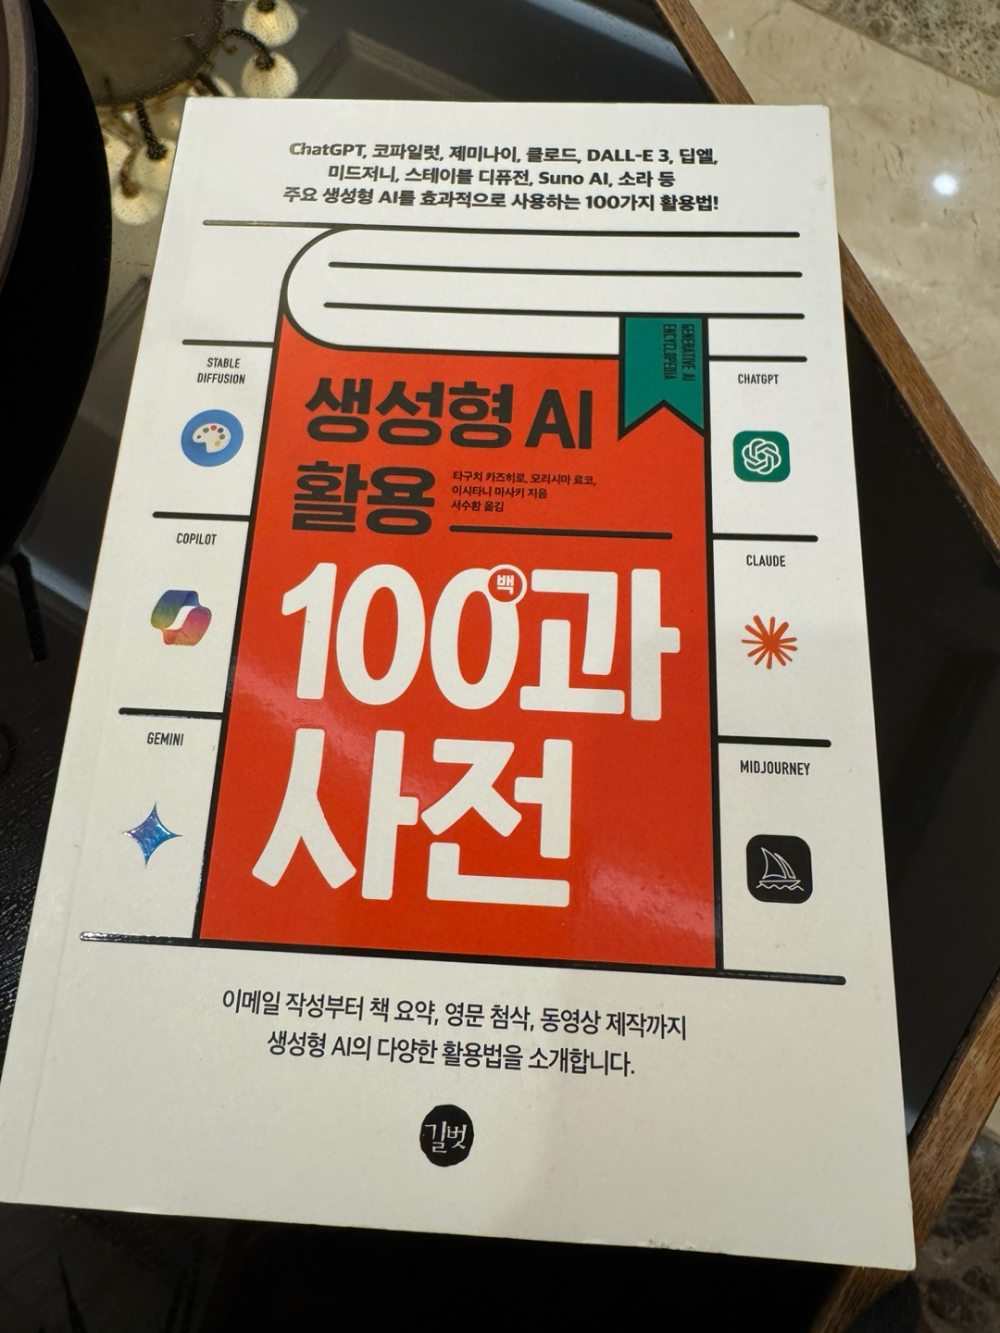 ChatGPT, 코파일럿, 제미나이, 클로드, DALL-E 3, 딥엘,
미드저니, 스테이블 디퓨전, Suno AI, 소라 등
주요 생성형 AI를 효과적으로 사용하는 100가지 활용법!
GENERATIVE AI
ENCYCLOPEDIA
STABLE
DIFFUSION
CHATGPT
생성형 AI
활용
타구치 카즈히로, 모리시마 료코,
이시타니 마사키 지음
서수환 옮김
COPILOT
CLAUDE
백
100과
사전
GEMINI
MIDJOURNEY
이메일 작성부터 책 요약, 영문 첨삭, 동영상 제작까지
생성형 AI의 다양한 활용법을 소개합니다.
길벗